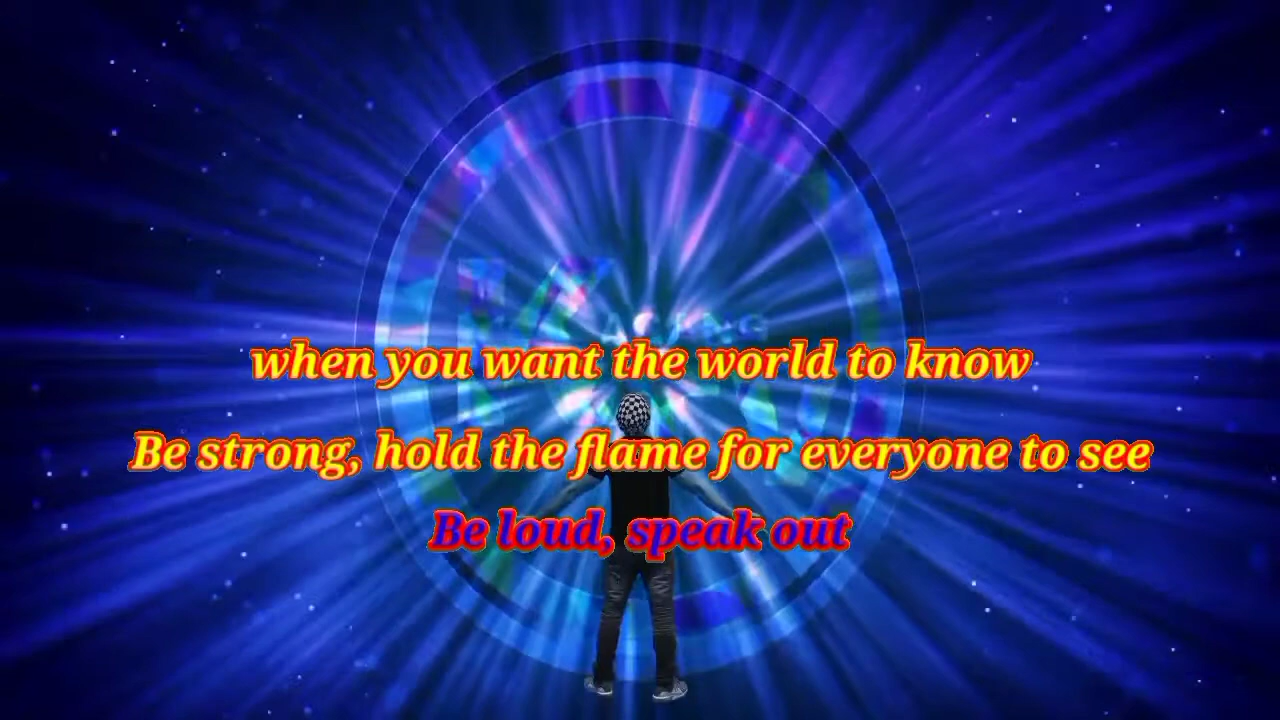 when you want the world to know
Be strong, hold the flame for everyone to see
Be loud, speak out